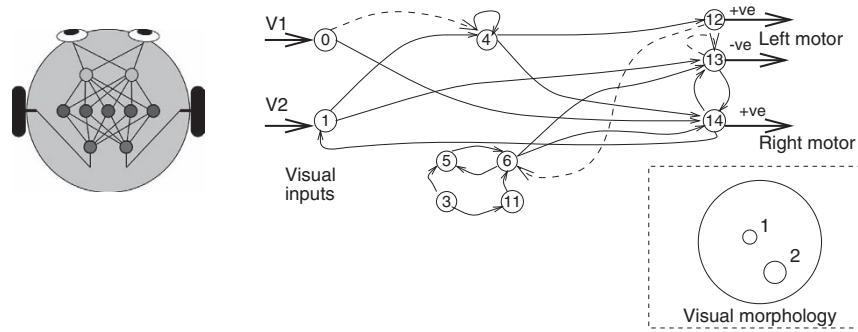 V1
0
4
12
+ve
Left motor
13
-ve
V2
1
14
+ve
Right motor
Visual
inputs
5
6
3
11
1
2
Visual morphology